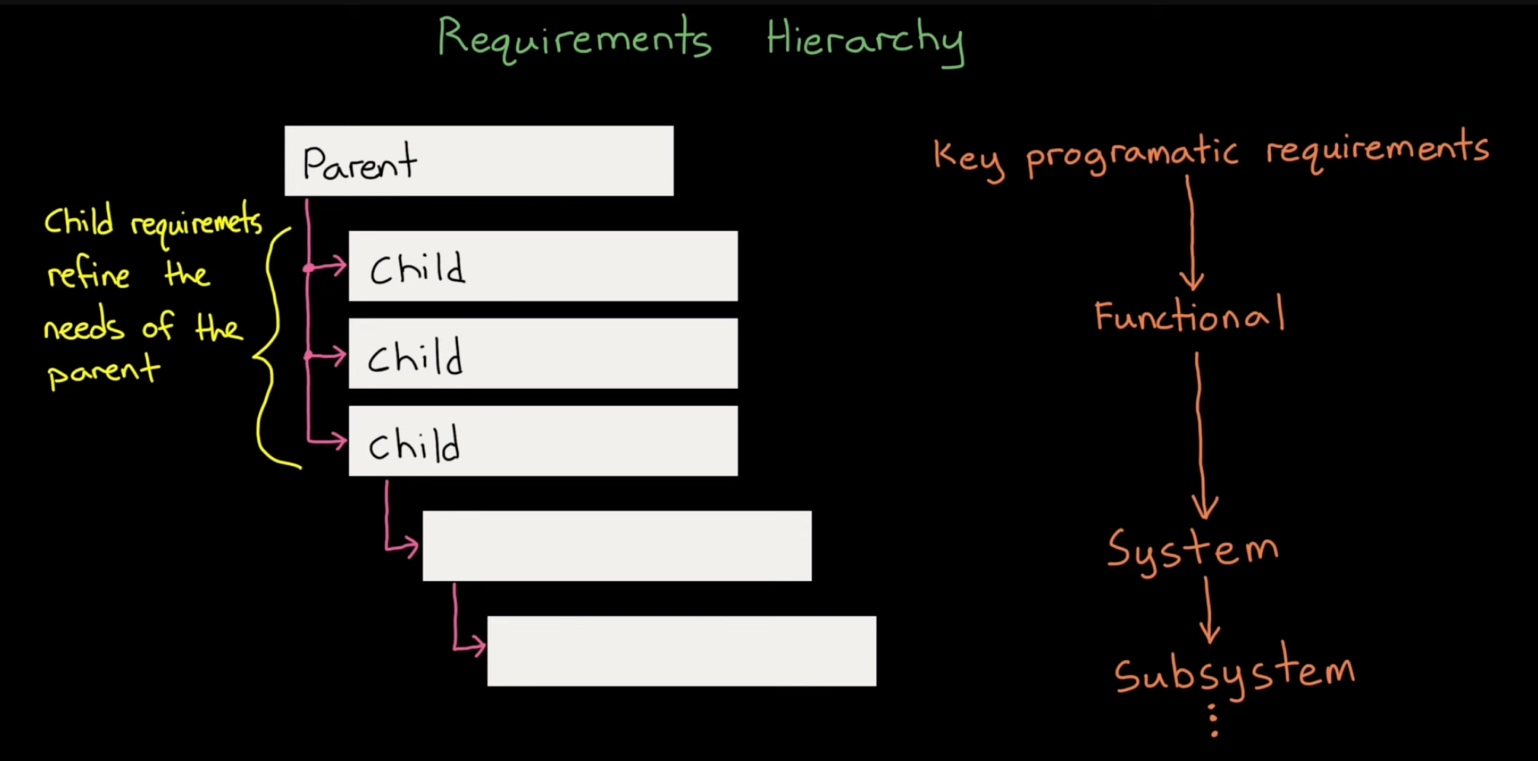 Requirements Hierarchy
Parent
Key programatic requirements
Child requiremets
refine the
needs of the
parent
Child
Child
Child
Functional
System
Subsystem
⋮